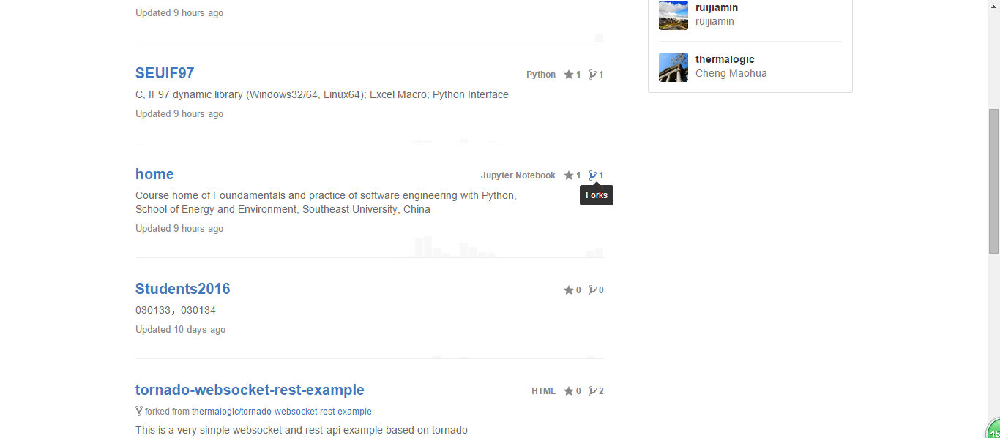 Updated 9 hours ago
ruijiamin
ruijiamin
thermalogic
Cheng Maohua
SEUIF97
Python 1 1
C, IF97 dynamic library (Windows32/64, Linux64); Excel Macro; Python Interface
Updated 9 hours ago
home
Jupyter Notebook 1 1
Forks
Course home of Foundamentals and practice of software engineering with Python,
School of Energy and Environment, Southeast University, China
Updated 9 hours ago
Students2016
0 0
030133，030134
Updated 10 days ago
tornado-websocket-rest-example
HTML 0 2
forked from thermalogic/tornado-websocket-rest-example
This is a very simple websocket and rest-api example based on tornado